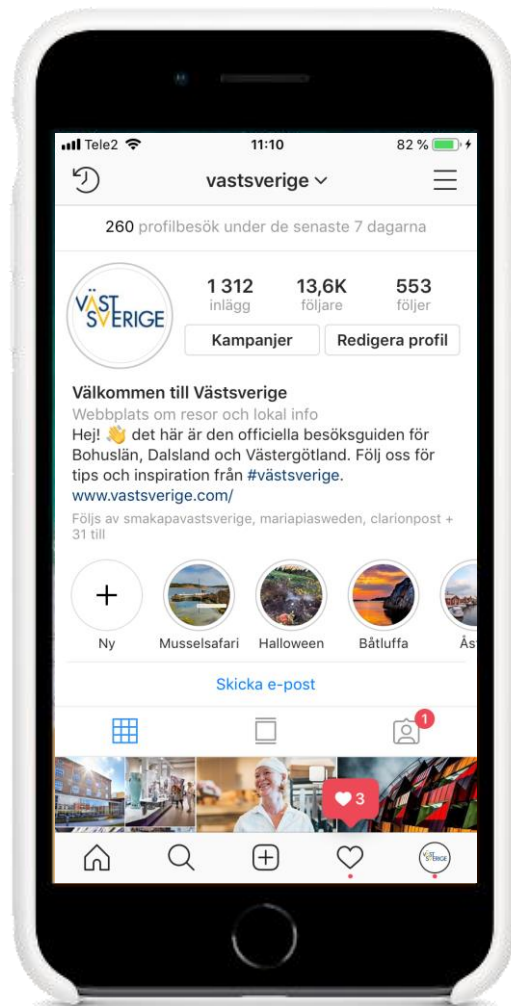 Tele2 11:10 82 %
vastsverige
260 profilbesök under de senaste 7 dagarna
VÄST
SVERIGE
1 312 13,6K 553
inlägg följare följer
Kampanjer Redigera profil
Välkommen till Västsverige
Webbplats om resor och lokal info
Hej! 👋 det här är den officiella besöksguiden för
Bohuslän, Dalsland och Västergötland. Följ oss för
tips och inspiration från #västsverige.
www.vastsverige.com/
Följs av smakapavastsverige, mariapiasweden, clarionpost +
31 till
Ny Musselsafari Halloween Båtluffa Ås
Skicka e-post
1
3
VÄST
SVERIGE